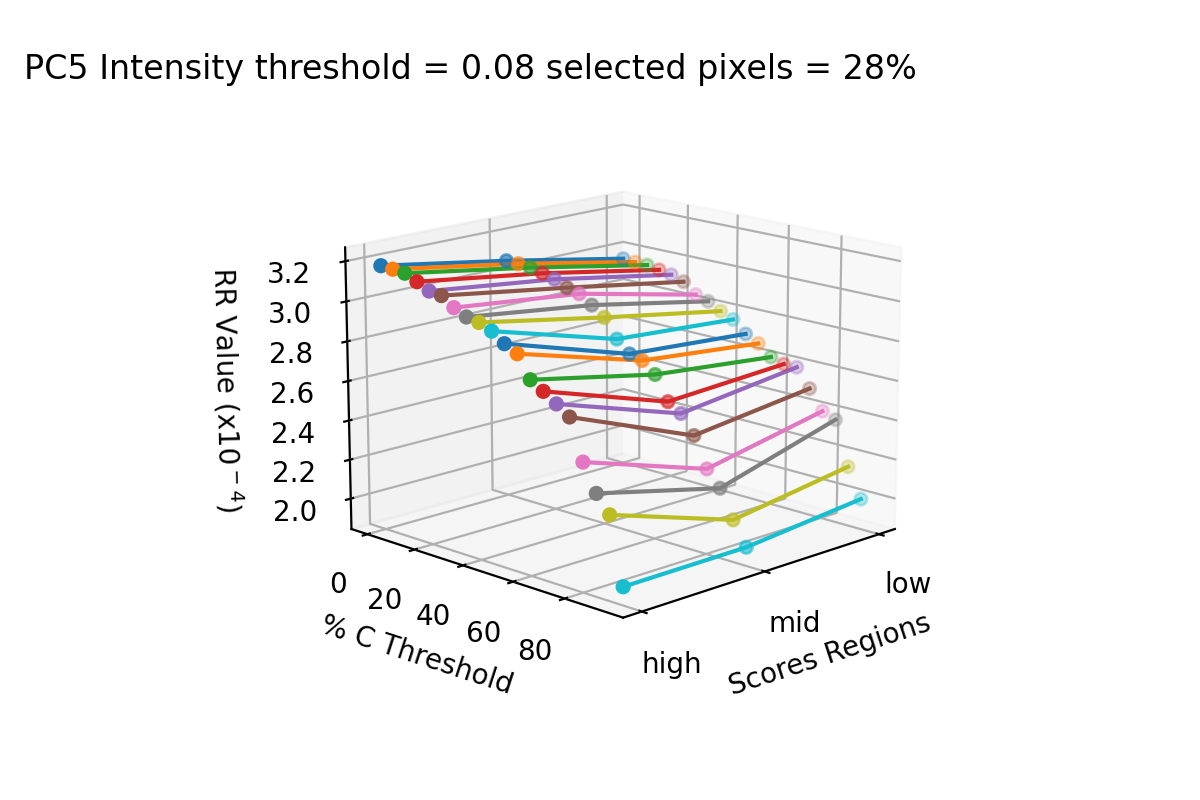 PC5 Intensity threshold = 0.08 selected pixels = 28%
RR Value (x10⁻⁴)
3.2
3.0
2.8
2.6
2.4
2.2
2.0
0
20
40
60
80
% C Threshold
high
mid
low
Scores Regions